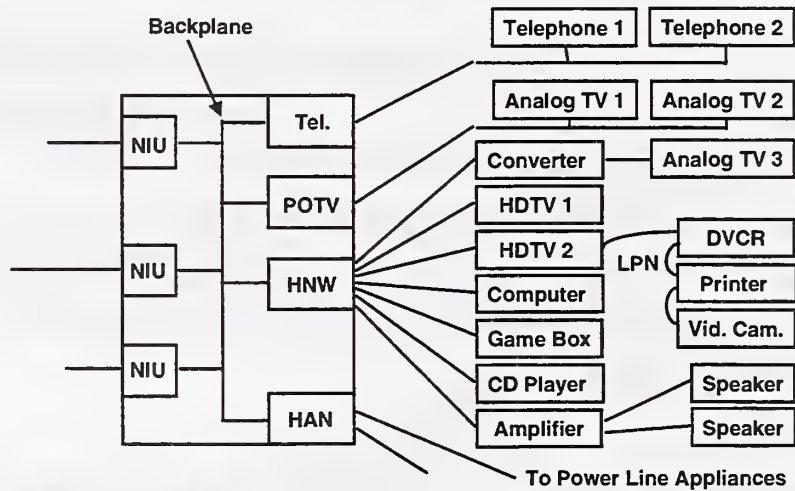 Backplane
Telephone 1
Telephone 2
Tel.
Analog TV 1
Analog TV 2
NIU
Converter
Analog TV 3
POTV
HDTV 1
HDTV 2
DVCR
LPN
NIU
HNW
Computer
Printer
Game Box
Vid. Cam.
NIU
CD Player
Speaker
HAN
Amplifier
Speaker
To Power Line Appliances